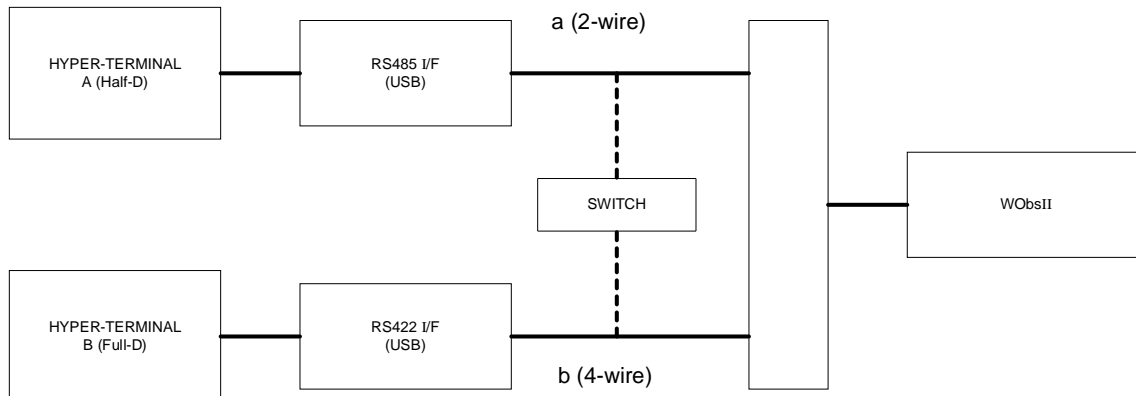 a (2-wire)
HYPER-TERMINAL
A (Half-D)
RS485 I/F
(USB)
SWITCH
WObsII
HYPER-TERMINAL
B (Full-D)
RS422 I/F
(USB)
b (4-wire)